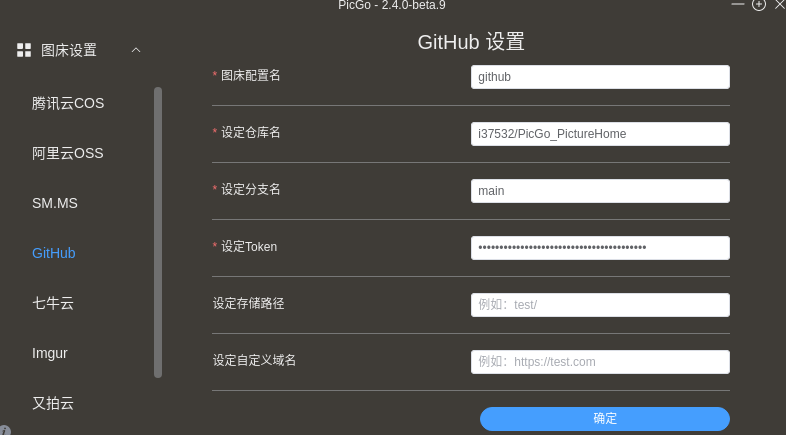 PicGo - 2.4.0-beta.9
图床设置
腾讯云COS
阿里云OSS
SM.MS
GitHub
七牛云
Imgur
又拍云
GitHub 设置
* 图床配置名
github
* 设定仓库名
i37532/PicGo_PictureHome
* 设定分支名
main
* 设定Token
••••••••••••••••••••••••••••••••••••••••
设定存储路径
例如：test/
设定自定义域名
例如：https://test.com
确定